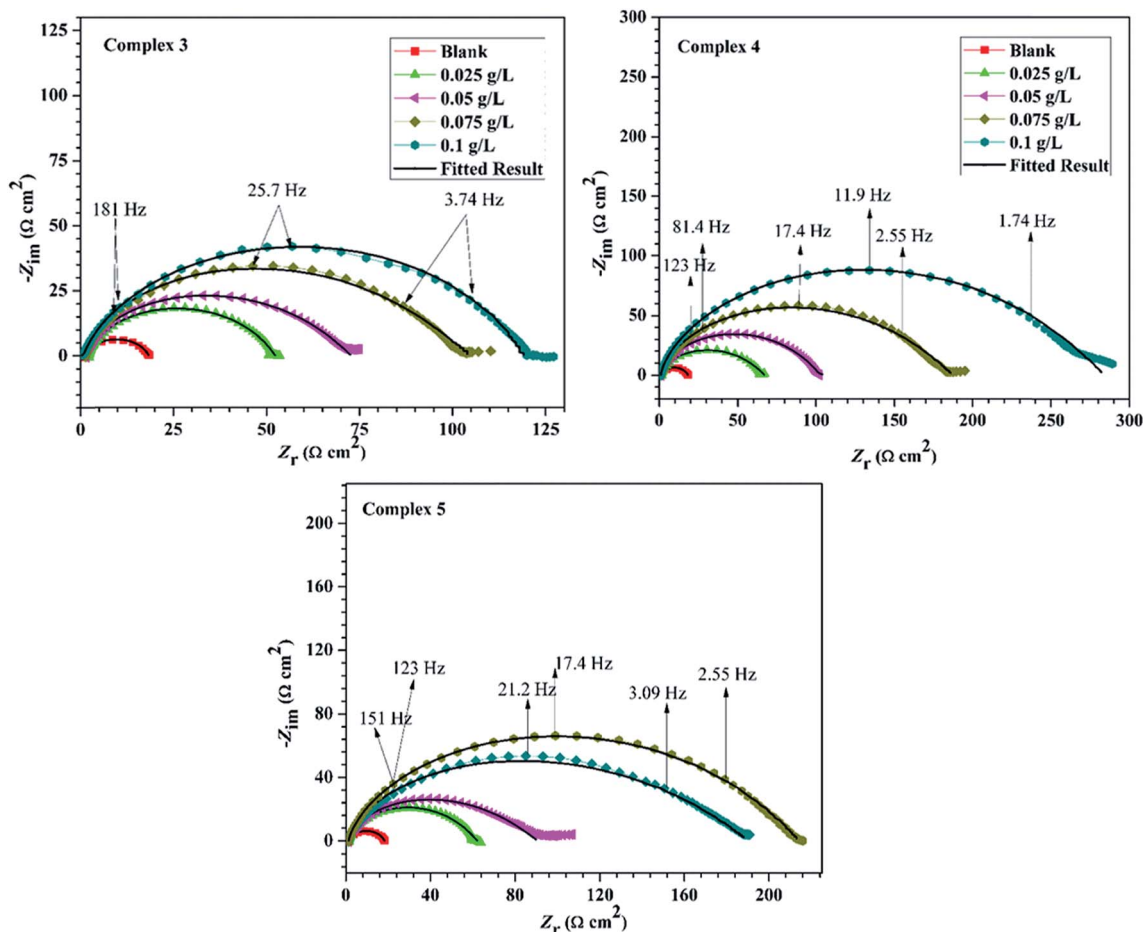 Complex 3
Blank
0.025 g/L
0.05 g/L
0.075 g/L
0.1 g/L
Fitted Result
181 Hz
25.7 Hz
3.74 Hz
125
100
75
50
25
0
-Zim (Ω cm²)
0
25
50
75
100
125
Zr (Ω cm²)
Complex 4
Blank
0.025 g/L
0.05 g/L
0.075 g/L
0.1 g/L
Fitted Result
123 Hz
81.4 Hz
17.4 Hz
11.9 Hz
2.55 Hz
1.74 Hz
300
250
200
150
100
50
0
-Zim (Ω cm²)
0
50
100
150
200
250
300
Zr (Ω cm²)
Complex 5
151 Hz
123 Hz
21.2 Hz
17.4 Hz
3.09 Hz
2.55 Hz
200
160
120
80
40
0
-Zim (Ω cm²)
0
40
80
120
160
200
Zr (Ω cm²)